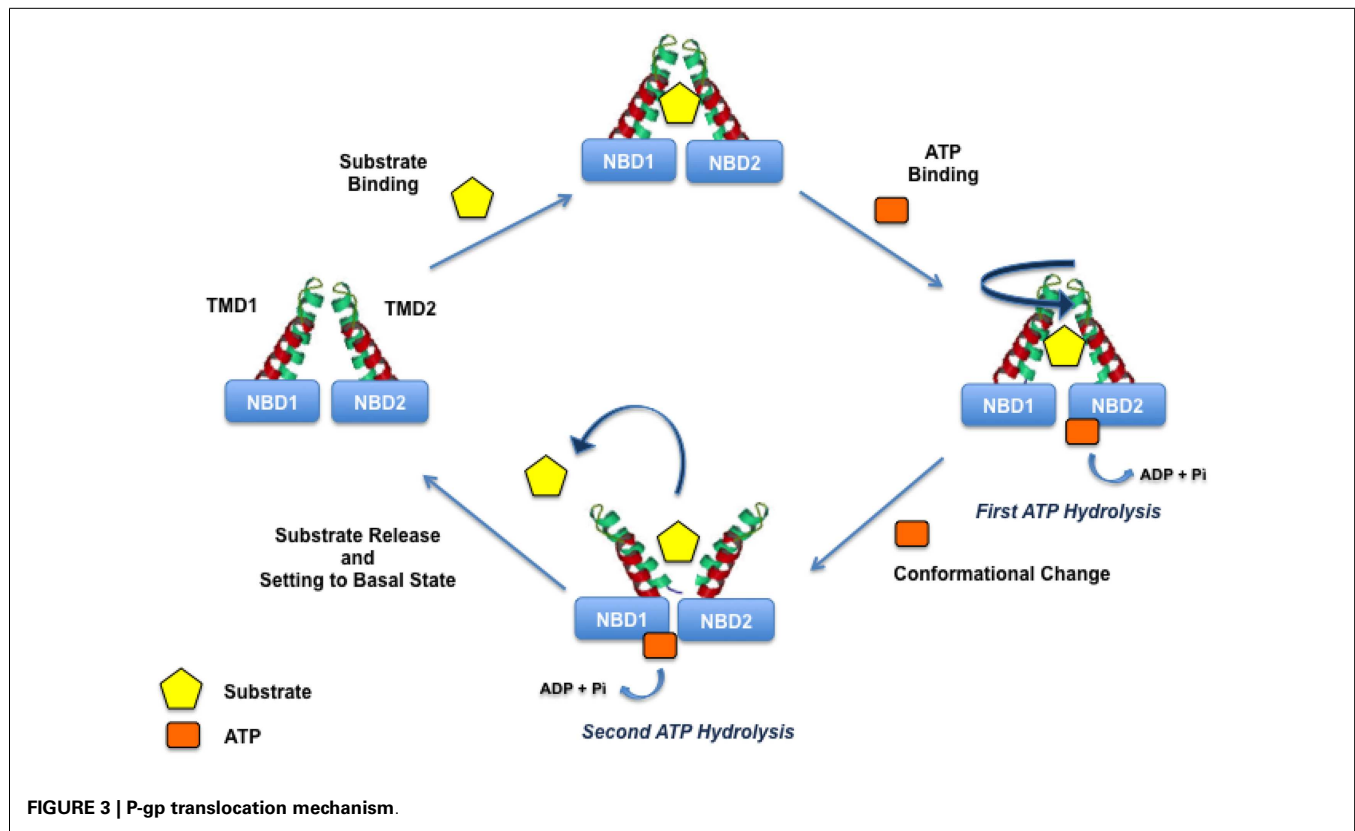 NBD1
NBD2
Substrate
Binding
ATP
Binding
TMD1
TMD2
NBD1
NBD2
NBD1
NBD2
ADP + Pi
First ATP Hydrolysis
Conformational Change
Substrate Release
and
Setting to Basal State
NBD1
NBD2
ADP + Pi
Second ATP Hydrolysis
Substrate
ATP
FIGURE 3 | P-gp translocation mechanism.